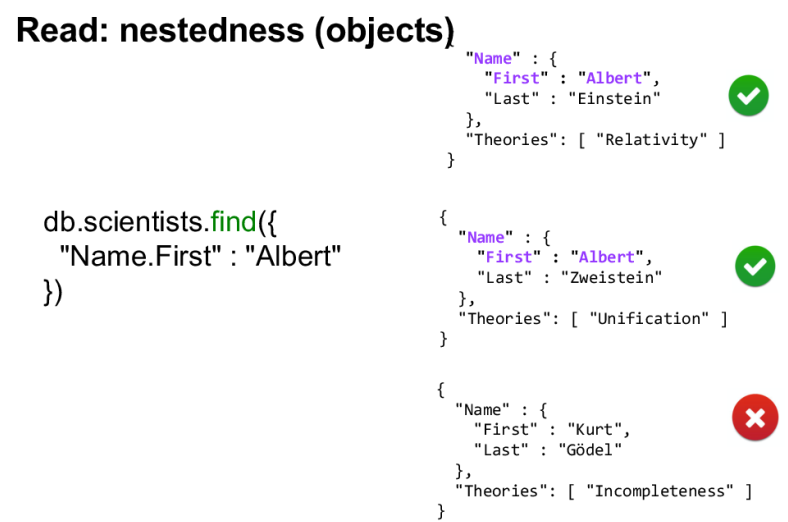 Read: nestedness (objects)
{
"Name" : {
"First" : "Albert",
"Last" : "Einstein"
},
"Theories": [ "Relativity" ]
}
db.scientists.find({
"Name.First" : "Albert"
})
{
"Name" : {
"First" : "Albert",
"Last" : "Zweistein"
},
"Theories": [ "Unification" ]
}
{
"Name" : {
"First" : "Kurt",
"Last" : "Gödel"
},
"Theories": [ "Incompleteness" ]
}